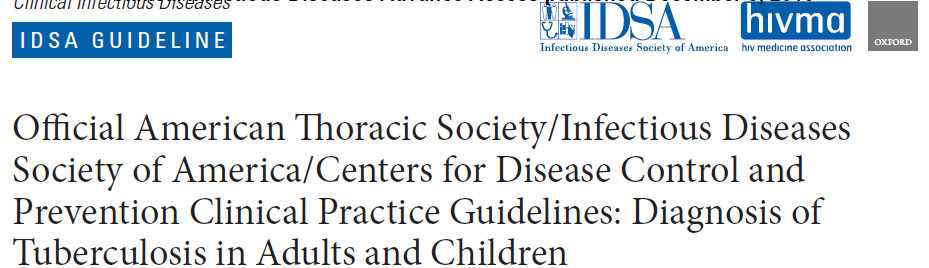 Clinical Infectious Diseases
IDSA GUIDELINE
IDSA
Infectious Diseases Society of America
hivma
hiv medicine association
OXFORD
Official American Thoracic Society/Infectious Diseases
Society of America/Centers for Disease Control and
Prevention Clinical Practice Guidelines: Diagnosis of
Tuberculosis in Adults and Children